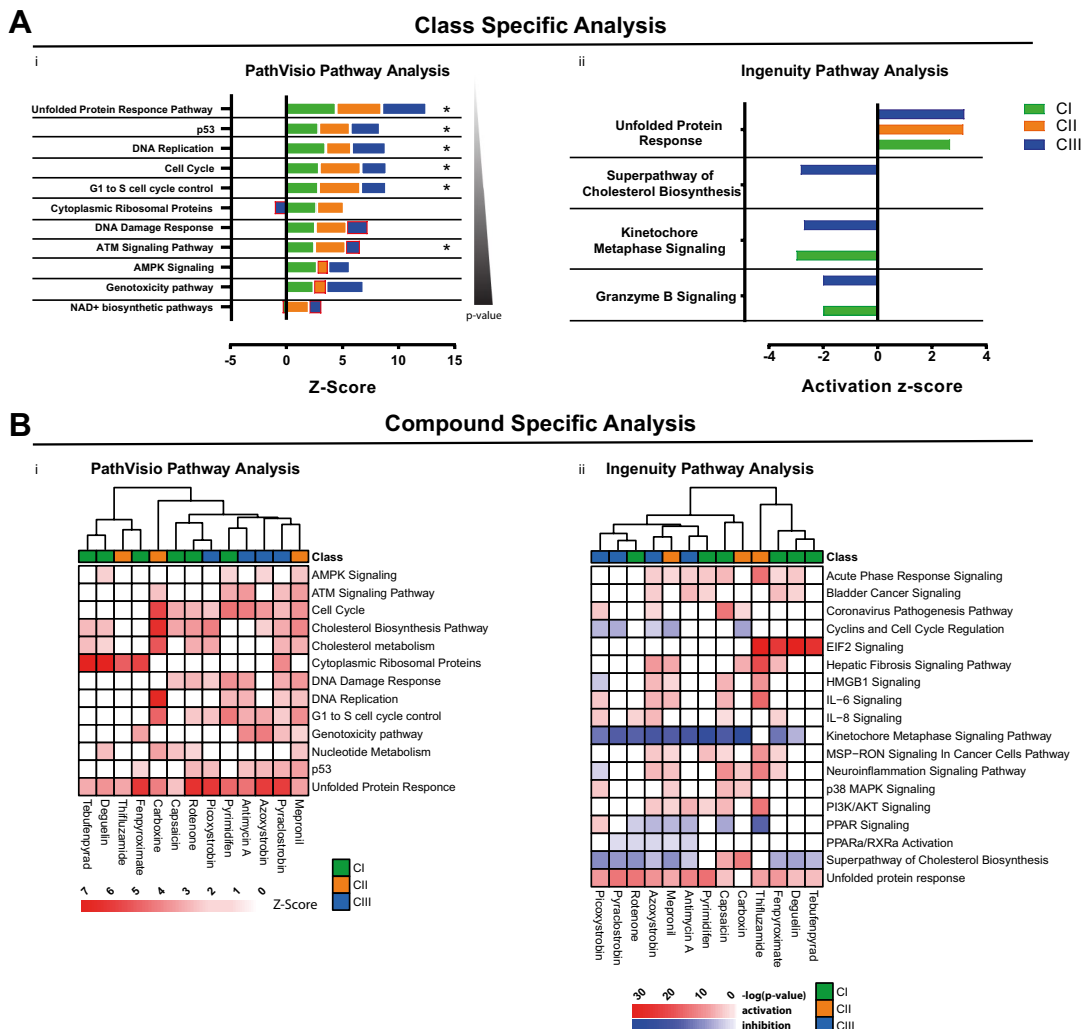 A
Class Specific Analysis
i
PathVisio Pathway Analysis
Unfolded Protein Responce Pathway
*
p53
*
DNA Replication
*
Cell Cycle
*
G1 to S cell cycle control
*
Cytoplasmic Ribosomal Proteins
DNA Damage Response
ATM Signaling Pathway
*
AMPK Signaling
Genotoxicity pathway
NAD+ biosynthetic pathways
p-value
-5 0 5 10 15
Z-Score
ii
Ingenuity Pathway Analysis
CI
CII
CIII
Unfolded Protein
Response
Superpathway of
Cholesterol Biosynthesis
Kinetochore
Metaphase Signaling
Granzyme B Signaling
-4 -2 0 2 4
Activation z-score
B
Compound Specific Analysis
i
PathVisio Pathway Analysis
Class
AMPK Signaling
ATM Signaling Pathway
Cell Cycle
Cholesterol Biosynthesis Pathway
Cholesterol metabolism
Cytoplasmic Ribosomal Proteins
DNA Damage Response
DNA Replication
G1 to S cell cycle control
Genotoxicity pathway
Nucleotide Metabolism
p53
Unfolded Protein Responce
Tebufenpyrad
Deguelin
Thifluzamide
Fenpyroximate
Carboxine
Capsaicin
Rotenone
Picoxystrobin
Pyrimidifen
Antimycin A
Azoxystrobin
Pyraclostrobin
Mepronil
7 6 5 4 3 2 1 0
Z-Score
CI
CII
CIII
ii
Ingenuity Pathway Analysis
Class
Acute Phase Response Signaling
Bladder Cancer Signaling
Coronavirus Pathogenesis Pathway
Cyclins and Cell Cycle Regulation
EIF2 Signaling
Hepatic Fibrosis Signaling Pathway
HMGB1 Signaling
IL−6 Signaling
IL−8 Signaling
Kinetochore Metaphase Signaling Pathway
MSP−RON Signaling In Cancer Cells Pathway
Neuroinflammation Signaling Pathway
p38 MAPK Signaling
PI3K/AKT Signaling
PPAR Signaling
PPARa/RXRa Activation
Superpathway of Cholesterol Biosynthesis
Unfolded protein response
Picoxystrobin
Pyraclostrobin
Rotenone
Azoxystrobin
Mepronil
Antimycin A
Pyrimidifen
Capsaicin
Carboxin
Thifluzamide
Fenpyroximate
Deguelin
Tebufenpyrad
30 20 10 0 -log(p-value)
activation
inhibition
CI
CII
CIII